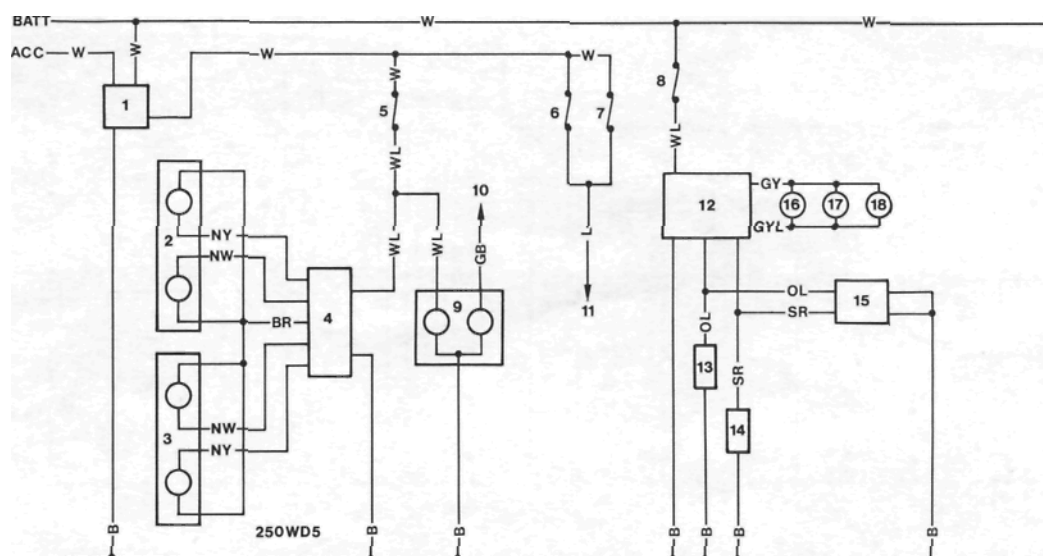 BATT W W W
ACC W W W W W W
1 5 6 7 8
WL WL
10 12 GY 16 17 18
2 NY WL WL GB L GYL
NW
BR 4 9 11 OL 15
OL SR
13 SR
3 NW 14
NY
250WD5
B B B B B B B